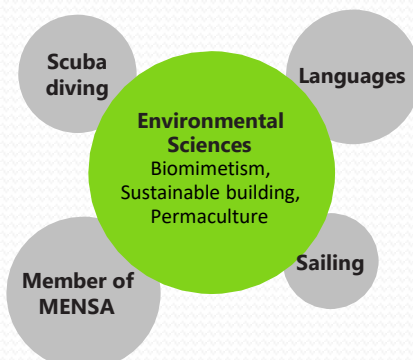 Scuba
diving
Languages
Environmental
Sciences
Biomimetism,
Sustainable building,
Permaculture
Sailing
Member of
MENSA